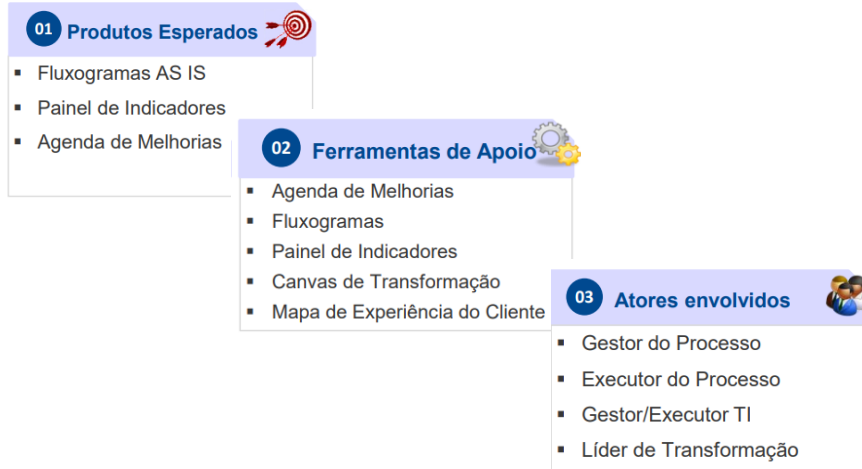 01 Produtos Esperados
▪ Fluxogramas AS IS
▪ Painel de Indicadores
▪ Agenda de Melhorias
02 Ferramentas de Apoio
▪ Agenda de Melhorias
▪ Fluxogramas
▪ Painel de Indicadores
▪ Canvas de Transformação
▪ Mapa de Experiência do Cliente
03 Atores envolvidos
▪ Gestor do Processo
▪ Executor do Processo
▪ Gestor/Executor TI
▪ Líder de Transformação